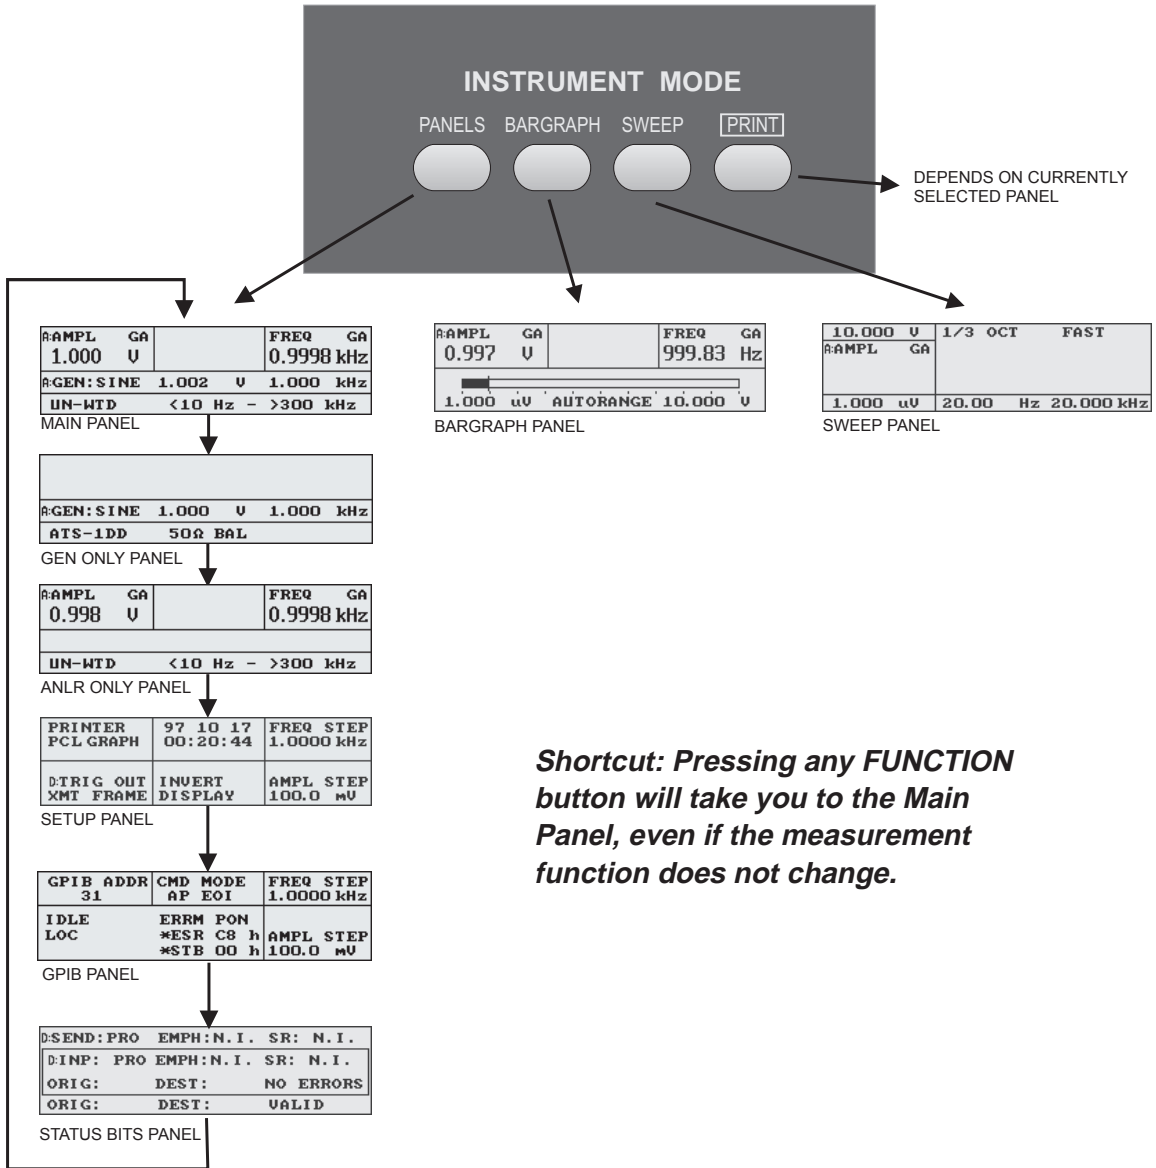 INSTRUMENT MODE
PANELS BARGRAPH SWEEP PRINT
DEPENDS ON CURRENTLY
SELECTED PANEL
A:AMPL GA FREQ GA
1.000 V 0.9998 kHz
A:GEN:SINE 1.002 V 1.000 kHz
UN-WTD <10 Hz - >300 kHz
MAIN PANEL
A:AMPL GA FREQ GA
0.997 V 999.83 Hz
1.000 uV AUTORANGE 10.000 V
BARGRAPH PANEL
10.000 V 1/3 OCT FAST
A:AMPL GA
1.000 uV 20.00 Hz 20.000 kHz
SWEEP PANEL
A:GEN:SINE 1.000 V 1.000 kHz
ATS-1DD 50Ω BAL
GEN ONLY PANEL
A:AMPL GA FREQ GA
0.998 V 0.9998 kHz
UN-WTD <10 Hz - >300 kHz
ANLR ONLY PANEL
PRINTER 97 10 17 FREQ STEP
PCL GRAPH 00:20:44 1.0000 kHz
D:TRIG OUT INVERT AMPL STEP
XMT FRAME DISPLAY 100.0 mV
SETUP PANEL
Shortcut: Pressing any FUNCTION
button will take you to the Main
Panel, even if the measurement
function does not change.
GPIB ADDR CMD MODE FREQ STEP
31 AP EOI 1.0000 kHz
IDLE ERRM PON
LOC *ESR C8 h AMPL STEP
*STB 00 h 100.0 mV
GPIB PANEL
D:SEND:PRO EMPH:N.I. SR: N.I.
D:INP: PRO EMPH:N.I. SR: N.I.
ORIG: DEST: NO ERRORS
ORIG: DEST: VALID
STATUS BITS PANEL